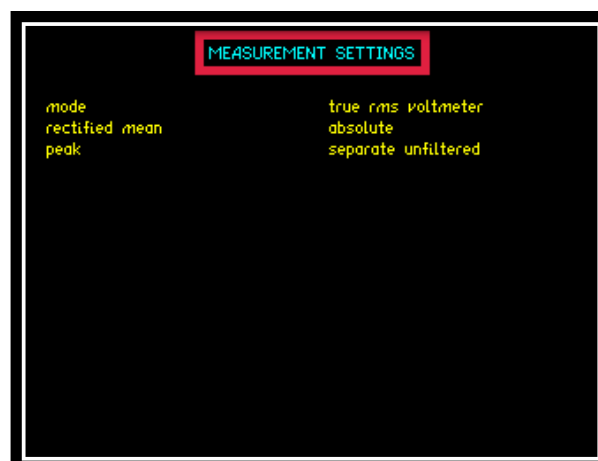 MEASUREMENT SETTINGS
mode true rms voltmeter
rectified mean absolute
peak separate unfiltered